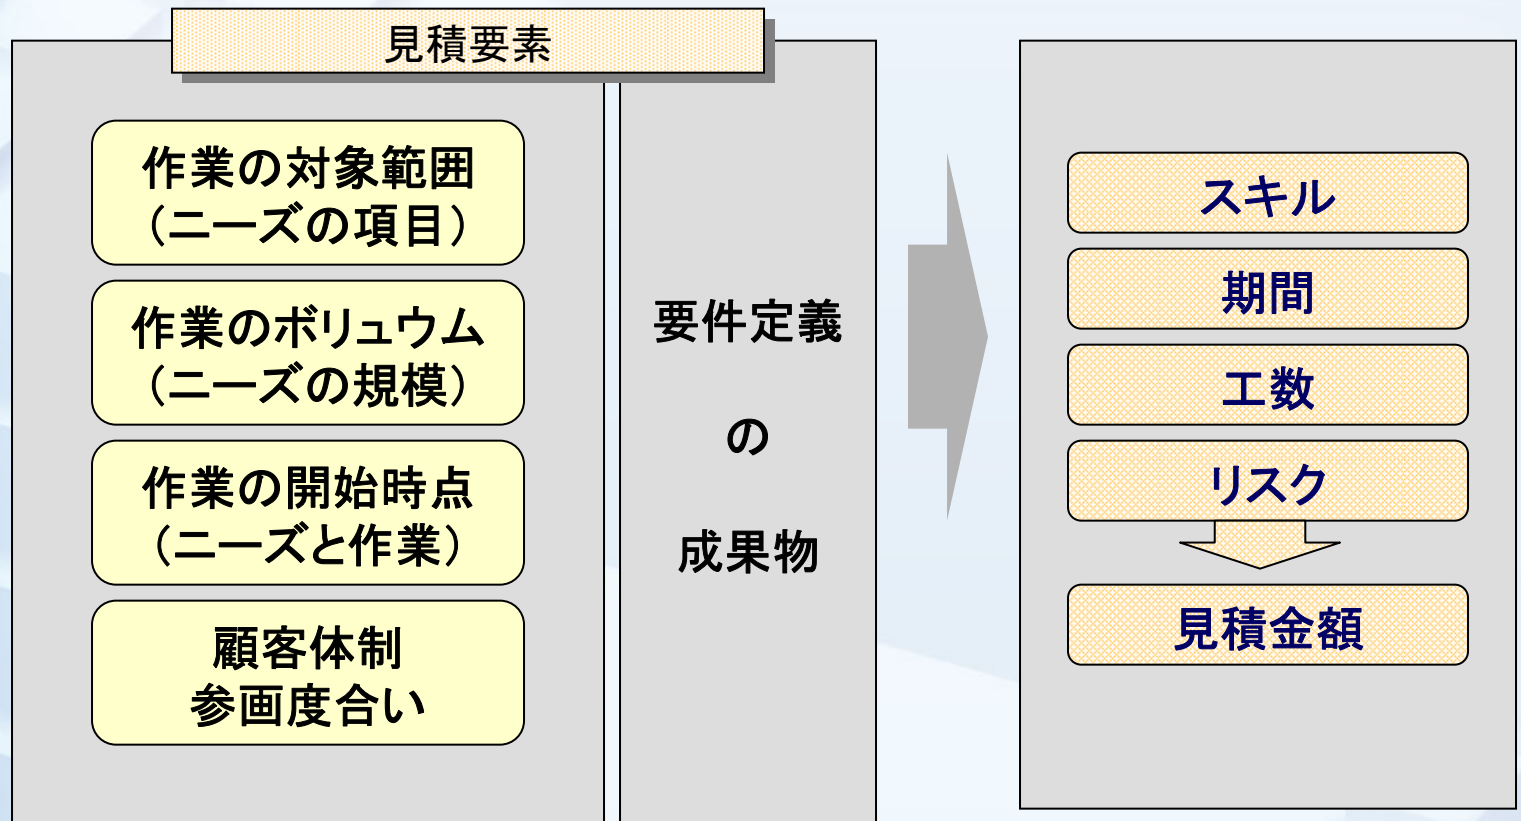 見積要素
作業の対象範囲
（ニーズの項目）
作業のボリュウム
（ニーズの規模）
作業の開始時点
（ニーズと作業）
顧客体制
参画度合い
要件定義
の
成果物
スキル
期間
工数
リスク
見積金額